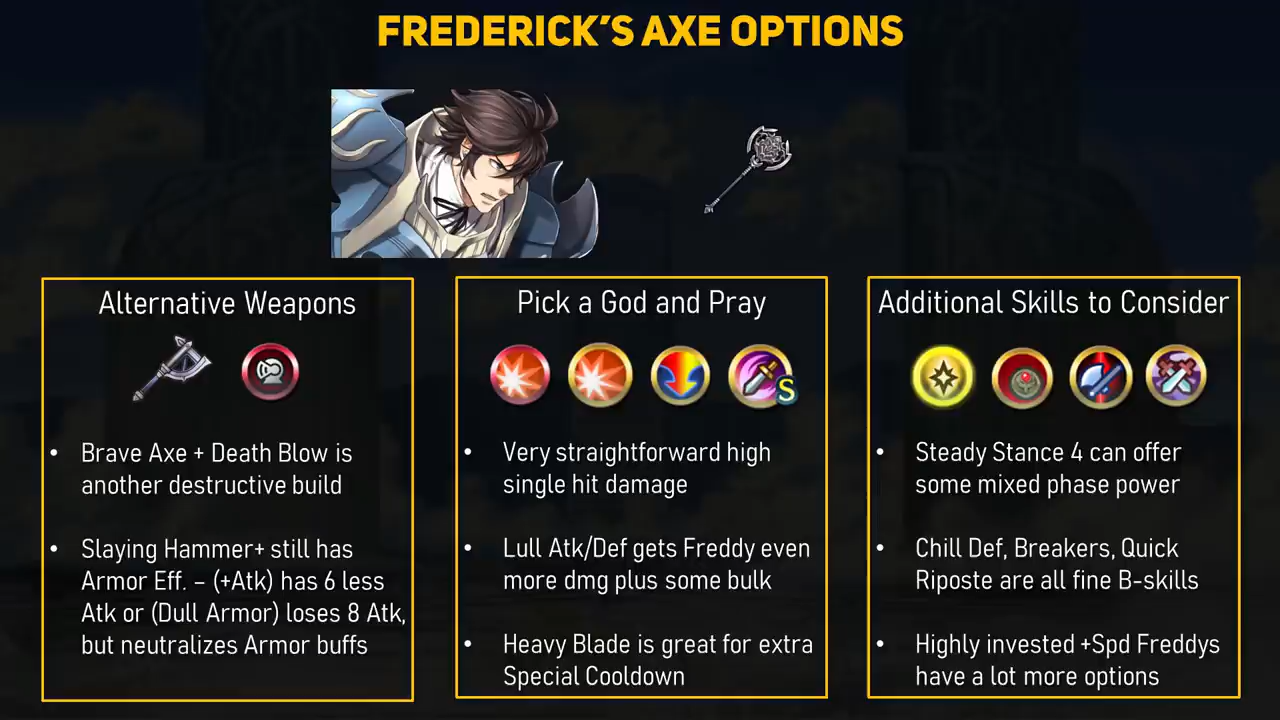 FREDERICK'S AXE OPTIONS
Alternative Weapons
• Brave Axe + Death Blow is
another destructive build
• Slaying Hammer+ still has
Armor Eff. – (+Atk) has 6 less
Atk or (Dull Armor) loses 8 Atk,
but neutralizes Armor buffs
Pick a God and Pray
S
• Very straightforward high
single hit damage
• Lull Atk/Def gets Freddy even
more dmg plus some bulk
• Heavy Blade is great for extra
Special Cooldown
Additional Skills to Consider
• Steady Stance 4 can offer
some mixed phase power
• Chill Def, Breakers, Quick
Riposte are all fine B-skills
• Highly invested +Spd Freddys
have a lot more options